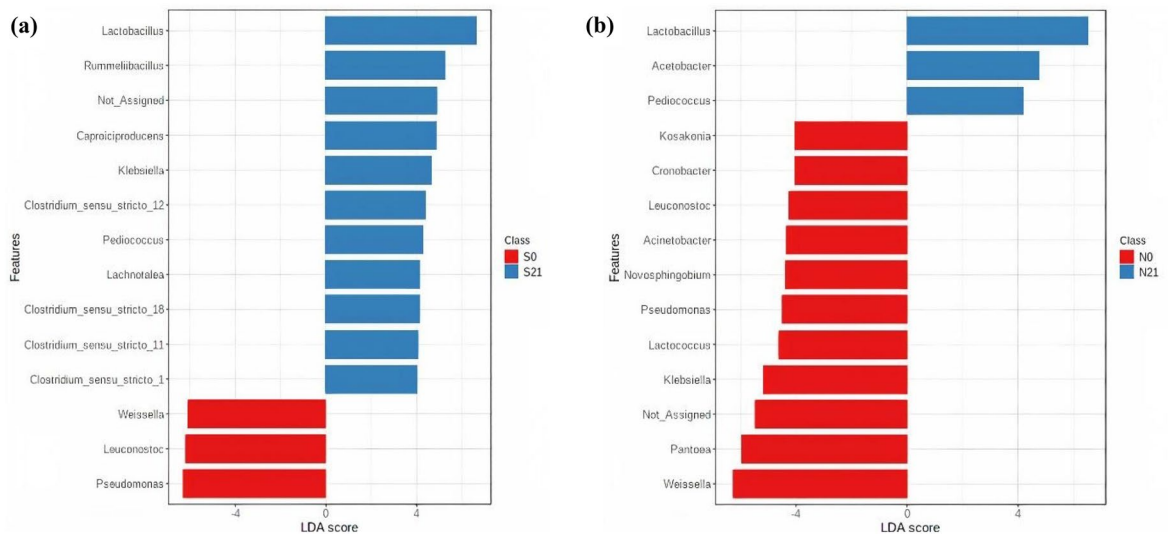 (a)
Lactobacillus
Rummeliibacillus
Not_Assigned
Caproiciproducens
Klebsiella
Clostridium_sensu_stricto_12
Pediococcus
Lachnotalea
Clostridium_sensu_stricto_18
Clostridium_sensu_stricto_11
Clostridium_sensu_stricto_1
Weissella
Leuconostoc
Pseudomonas
Features
-4 0 4
LDA score
Class
S0
S21
(b)
Lactobacillus
Acetobacter
Pediococcus
Kosakonia
Cronobacter
Leuconostoc
Acinetobacter
Novosphingobium
Pseudomonas
Lactococcus
Klebsiella
Not_Assigned
Pantoea
Weissella
Features
-4 0 4
LDA score
Class
N0
N21